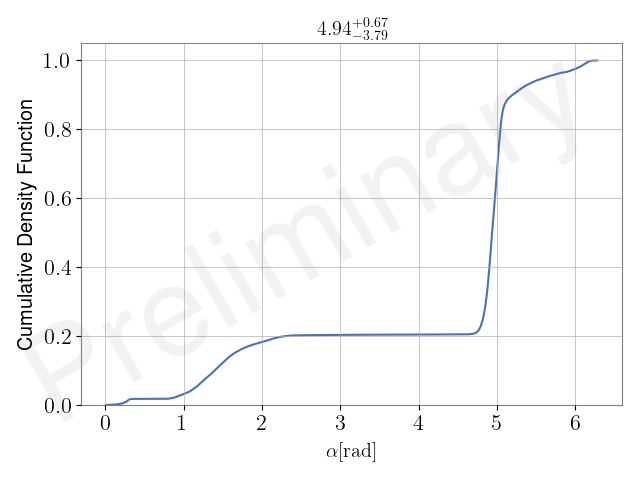 4.94^{+0.67}_{-3.79}
Cumulative Density Function
1.0
0.8
0.6
0.4
0.2
0.0
0 1 2 3 4 5 6
α[rad]
Preliminary